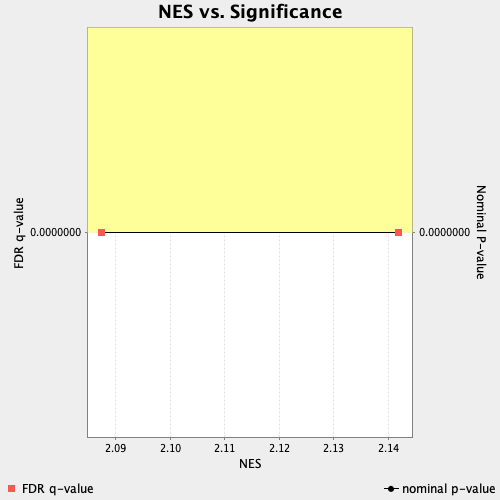 NES vs. Significance
FDR q-value
0.0000000
0.0000000
Nominal P-value
2.09 2.10 2.11 2.12 2.13 2.14
NES
FDR q-value
nominal p-value